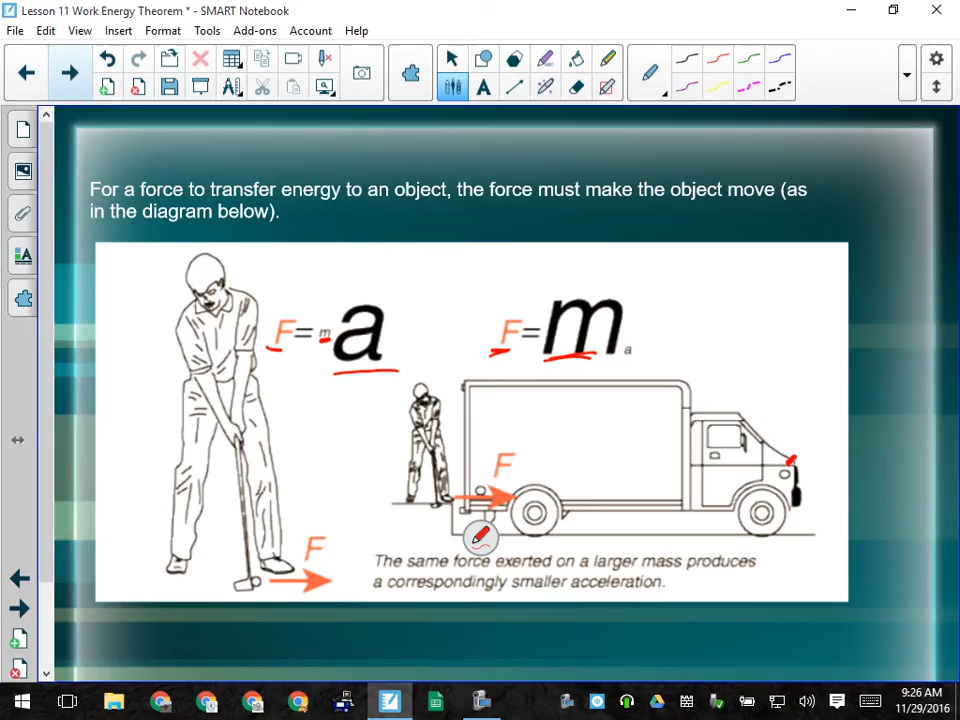 Lesson 11 Work Energy Theorem * - SMART Notebook
File Edit View Insert Format Tools Add-ons Account Help
For a force to transfer energy to an object, the force must make the object move (as
in the diagram below).
F=ma
F=ma
F
F
The same force exerted on a larger mass produces
a correspondingly smaller acceleration.
9:26 AM
11/29/2016